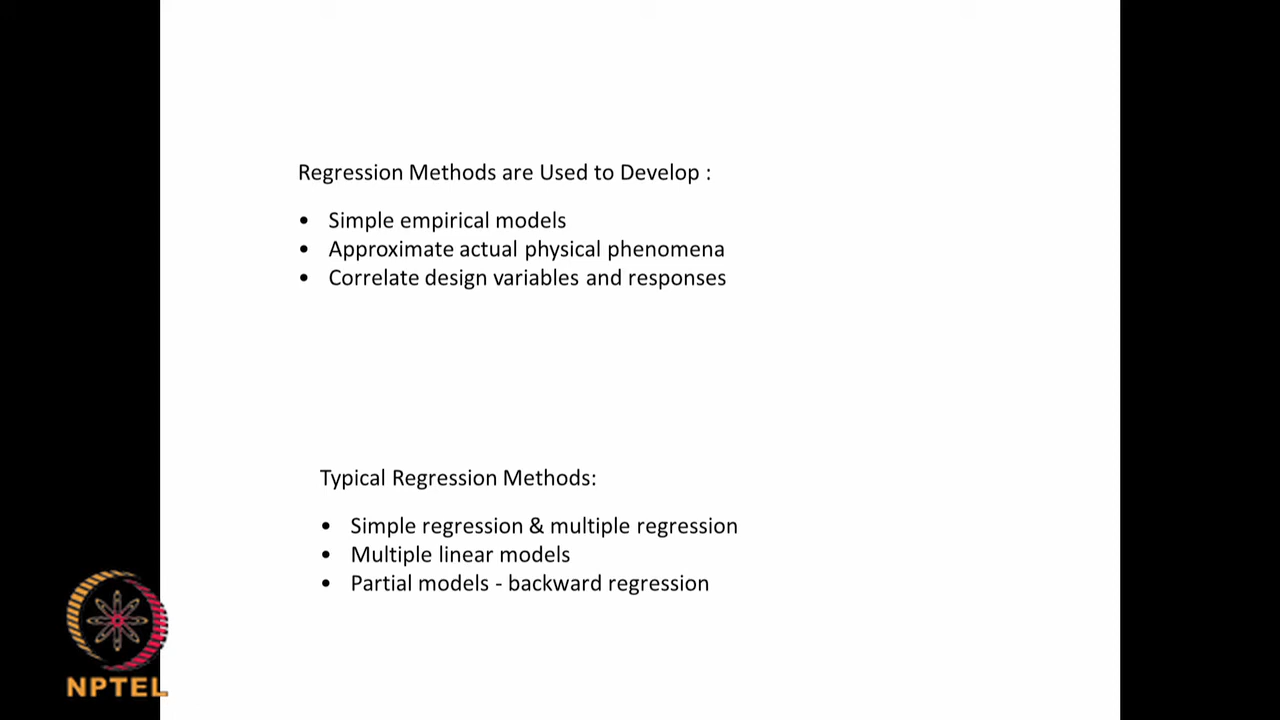 Regression Methods are Used to Develop :
• Simple empirical models
• Approximate actual physical phenomena
• Correlate design variables and responses
Typical Regression Methods:
• Simple regression & multiple regression
• Multiple linear models
• Partial models - backward regression
NPTEL